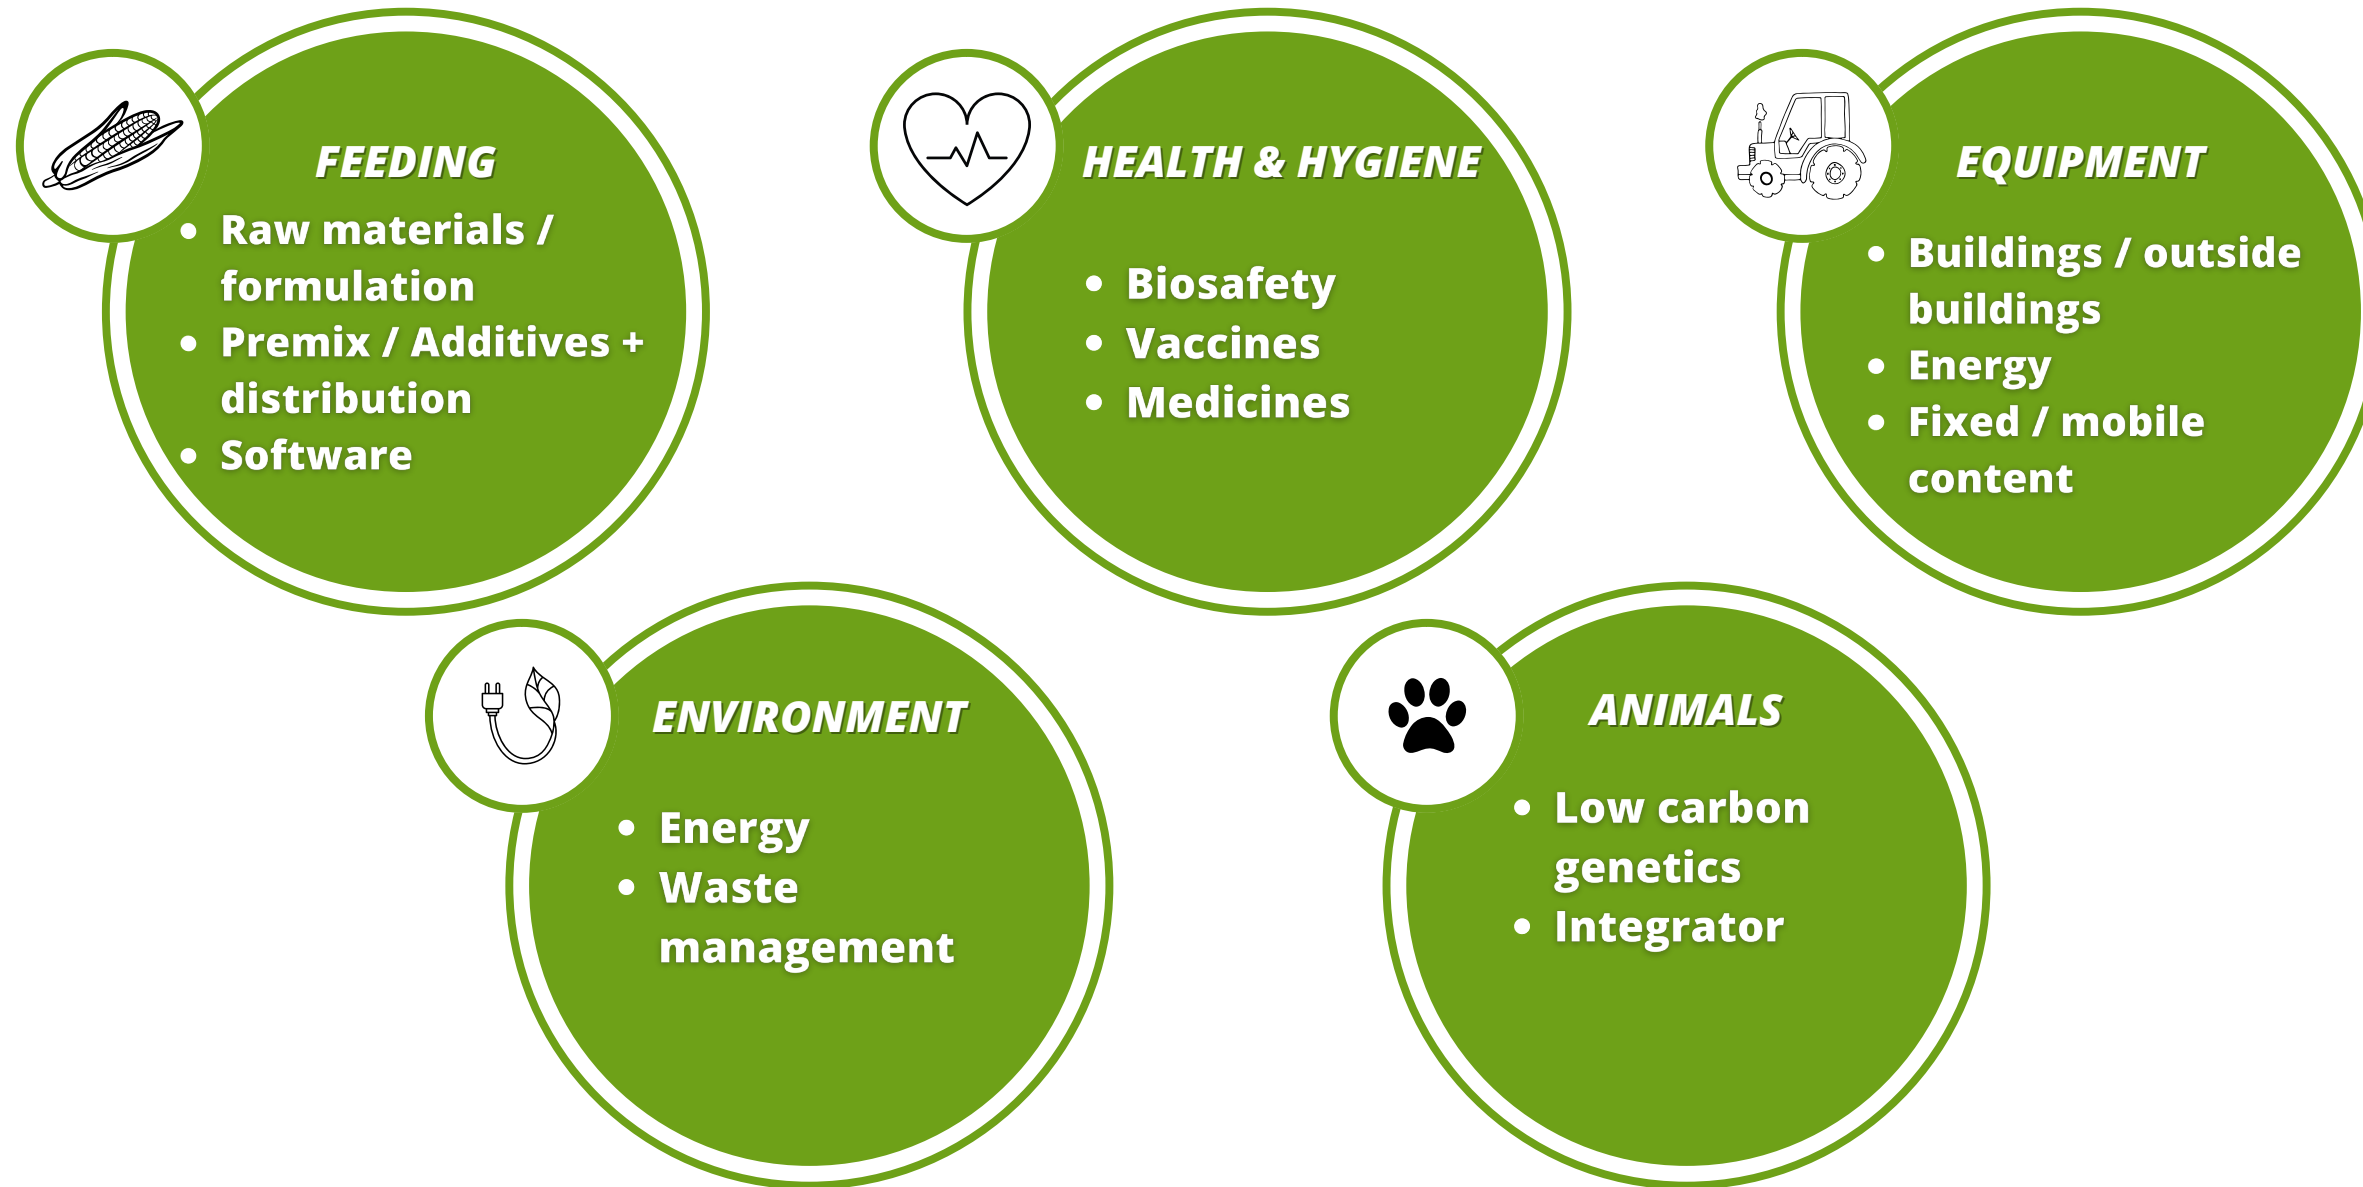 FEEDING
• Raw materials /
formulation
• Premix / Additives +
distribution
• Software
HEALTH & HYGIENE
• Biosafety
• Vaccines
• Medicines
EQUIPMENT
• Buildings / outside
buildings
• Energy
• Fixed / mobile
content
ENVIRONMENT
• Energy
• Waste
management
ANIMALS
• Low carbon
genetics
• Integrator